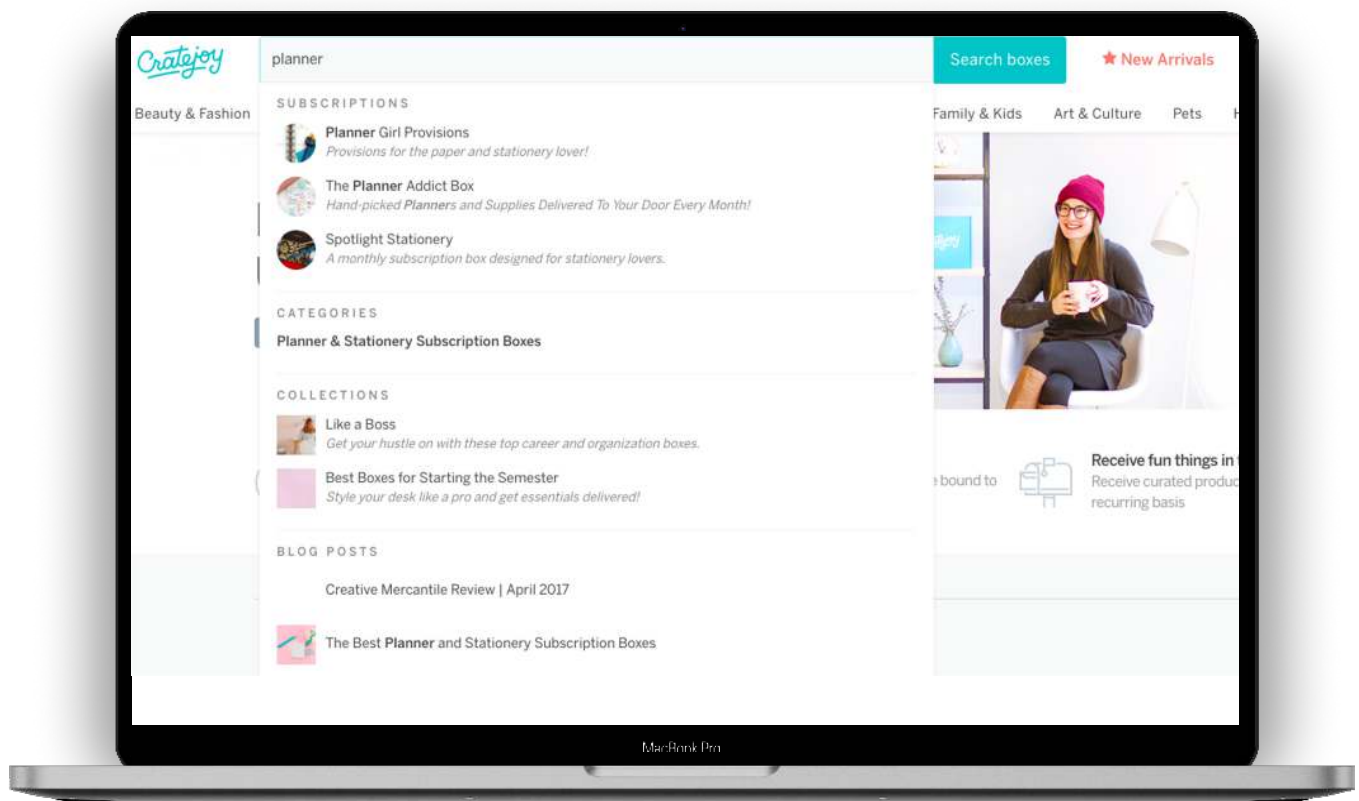 Cratejoy
planner
Search boxes
New Arrivals
Beauty & Fashion
Family & Kids
Art & Culture
Pets
SUBSCRIPTIONS
Planner Girl Provisions
Provisions for the paper and stationery lover!
The Planner Addict Box
Hand-picked Planners and Supplies Delivered To Your Door Every Month!
Spotlight Stationery
A monthly subscription box designed for stationery lovers.
CATEGORIES
Planner & Stationery Subscription Boxes
COLLECTIONS
Like a Boss
Get your hustle on with these top career and organization boxes.
Best Boxes for Starting the Semester
Style your desk like a pro and get essentials delivered!
BLOG POSTS
Creative Mercantile Review | April 2017
The Best Planner and Stationery Subscription Boxes
Cratejoy
bound to
Receive fun things in
Receive curated
recurring basis
MacBook Pro